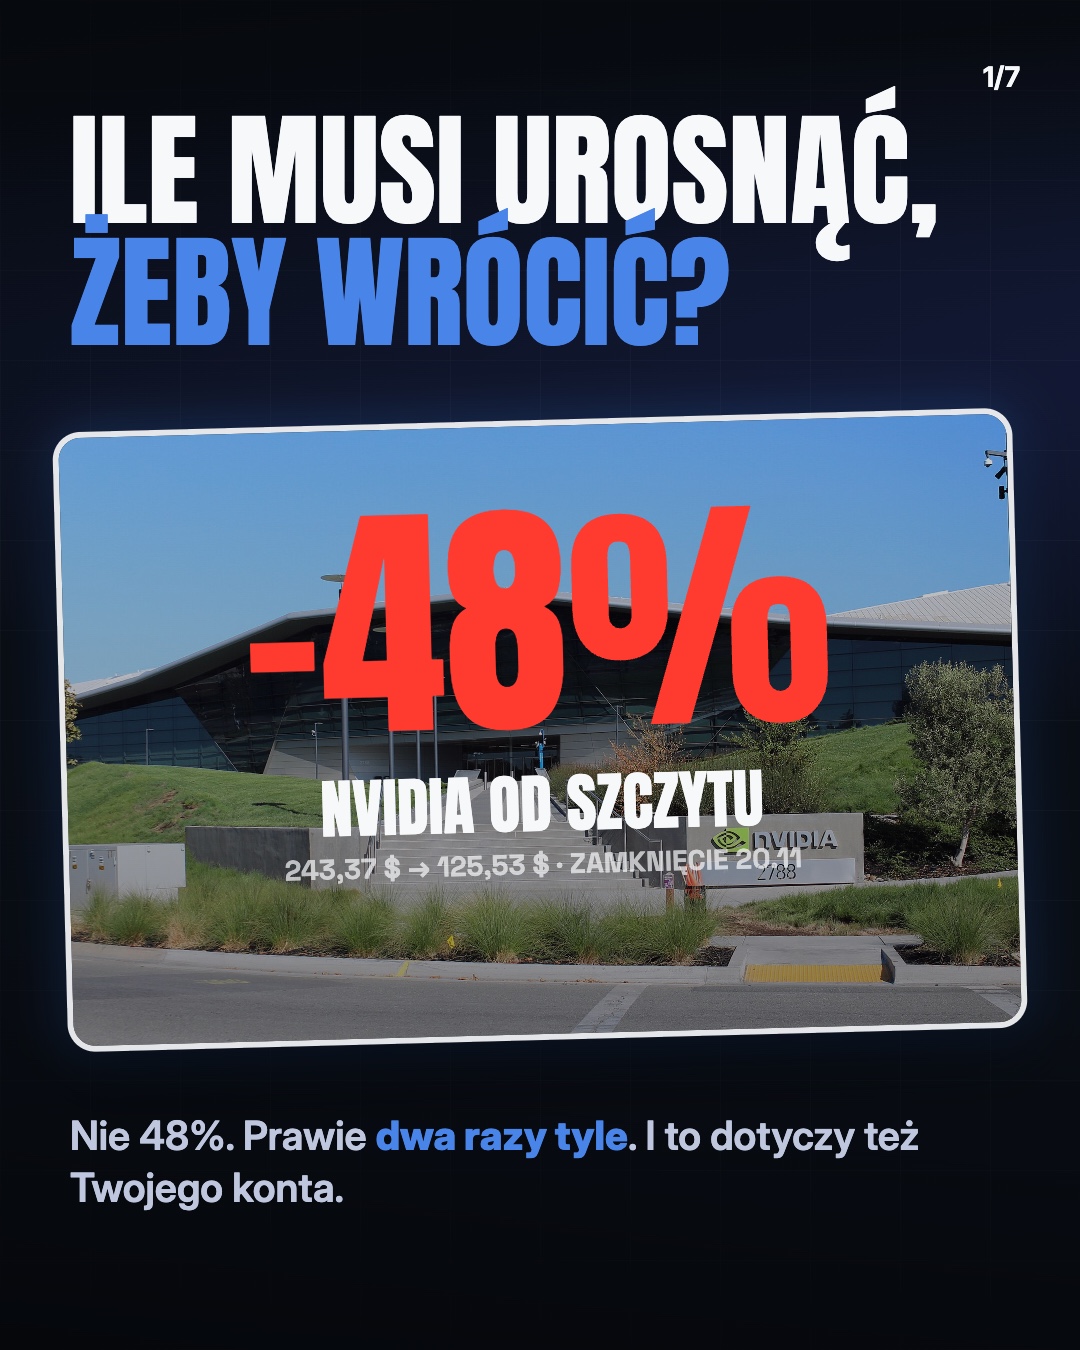 1/7
ILE MUSI UROSNĄĆ,
ŻEBY WRÓCIĆ?
-48%
NVIDIA OD SZCZYTU
NVIDIA
243,37 $ → 125,53 $ · ZAMKNIĘCIE 20.11
2788
Nie 48%. Prawie dwa razy tyle. I to dotyczy też
Twojego konta.